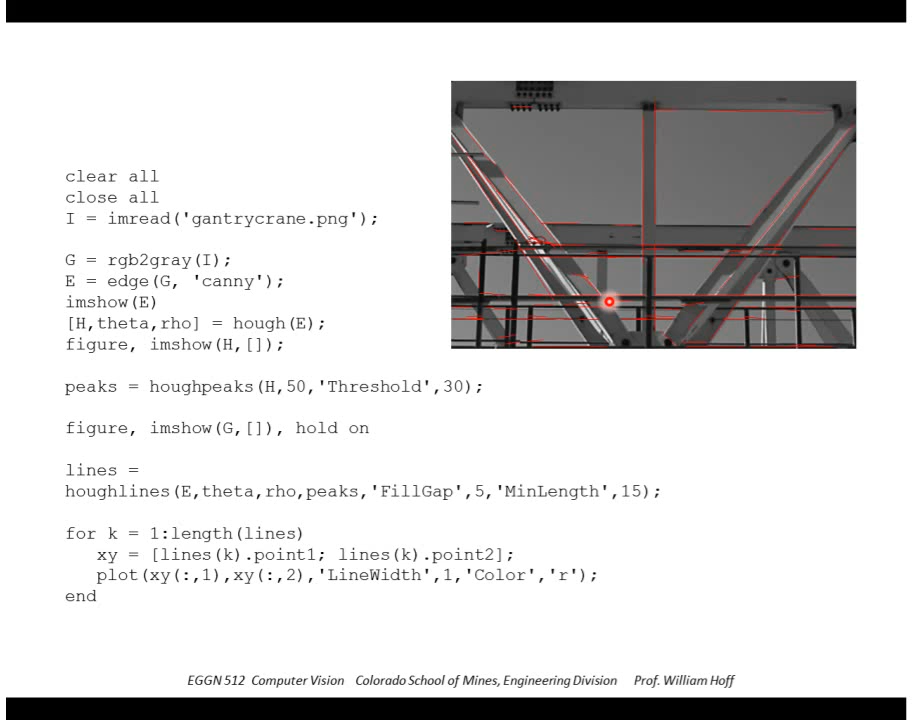 clear all
close all
I = imread('gantrycrane.png');
G = rgb2gray(I);
E = edge(G, 'canny');
imshow(E)
[H,theta,rho] = hough(E);
figure, imshow(H,[]);
peaks = houghpeaks(H,50,'Threshold',30);
figure, imshow(G,[]), hold on
lines =
houghlines(E,theta,rho,peaks,'FillGap',5,'MinLength',15);
for k = 1:length(lines)
   xy = [lines(k).point1; lines(k).point2];
   plot(xy(:,1),xy(:,2),'LineWidth',1,'Color','r');
end
EGGN 512 Computer Vision Colorado School of Mines, Engineering Division Prof. William Hoff